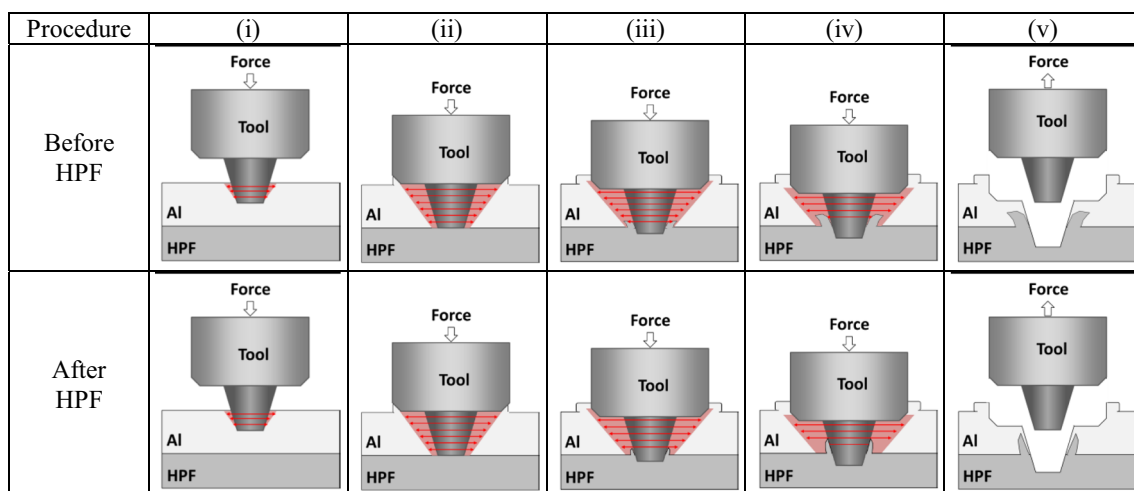 Procedure (i) (ii) (iii) (iv) (v)
Before
HPF
Force
Tool
Al
HPF
Force
Tool
Al
HPF
Force
Tool
Al
HPF
Force
Tool
Al
HPF
Force
Tool
Al
HPF
After
HPF
Force
Tool
Al
HPF
Force
Tool
Al
HPF
Force
Tool
Al
HPF
Force
Tool
Al
HPF
Force
Tool
Al
HPF